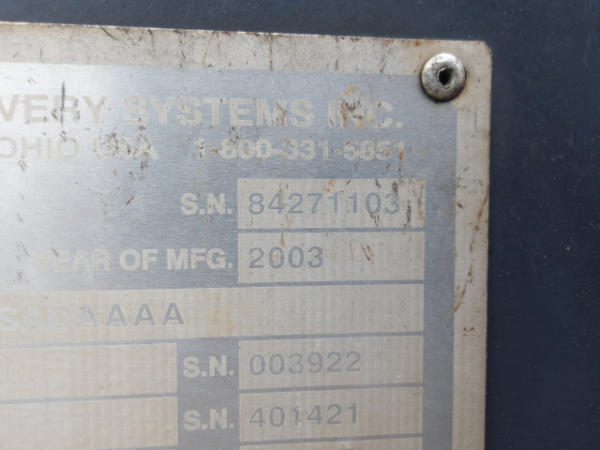 VERY SYSTEMS INC.
OHIO USA 1-800-331-5851
S.N. 84271103
YEAR OF MFG. 2003
SADAAAA
S.N. 003922
S.N. 401421